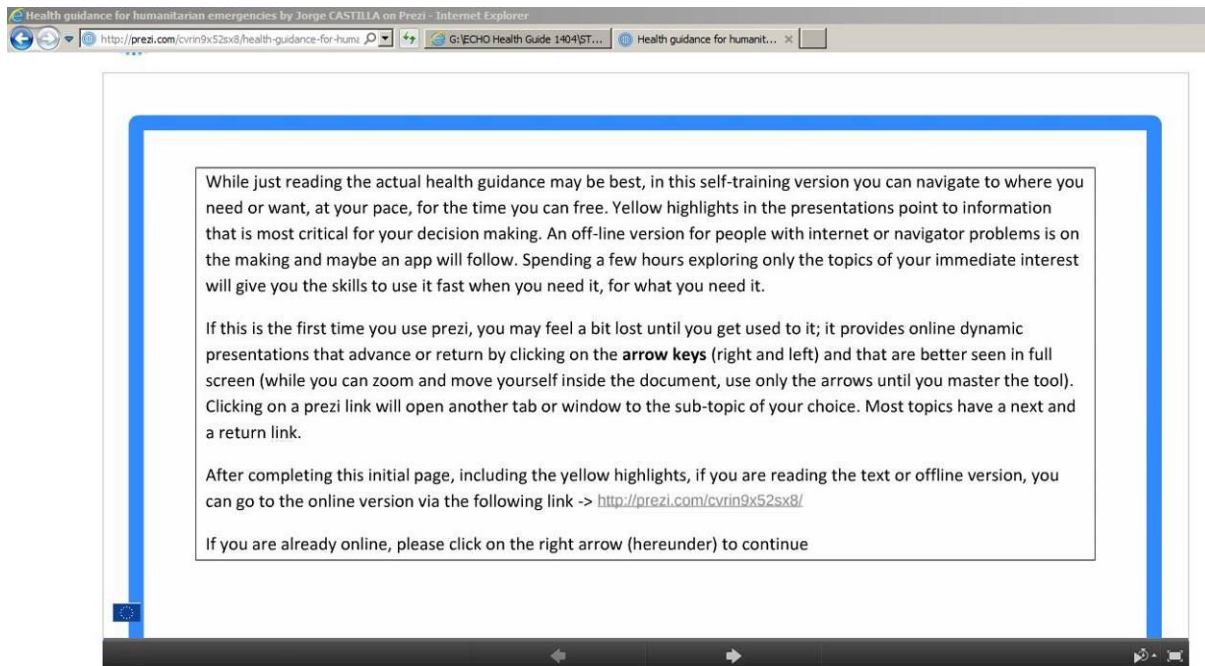 Health guidance for humanitarian emergencies by Jorge CASTILLA on Prezi - Internet Explorer
http://prezi.com/cvrin9x52sx8/health-guidance-for-huma
G:\ECHO Health Guide 1404\ST...
Health guidance for humanit...
While just reading the actual health guidance may be best, in this self-training version you can navigate to where you
need or want, at your pace, for the time you can free. Yellow highlights in the presentations point to information
that is most critical for your decision making. An off-line version for people with internet or navigator problems is on
the making and maybe an app will follow. Spending a few hours exploring only the topics of your immediate interest
will give you the skills to use it fast when you need it, for what you need it.
If this is the first time you use prezi, you may feel a bit lost until you get used to it; it provides online dynamic
presentations that advance or return by clicking on the arrow keys (right and left) and that are better seen in full
screen (while you can zoom and move yourself inside the document, use only the arrows until you master the tool).
Clicking on a prezi link will open another tab or window to the sub-topic of your choice. Most topics have a next and
a return link.
After completing this initial page, including the yellow highlights, if you are reading the text or offline version, you
can go to the online version via the following link -> http://prezi.com/cvrin9x52sx8/
If you are already online, please click on the right arrow (hereunder) to continue